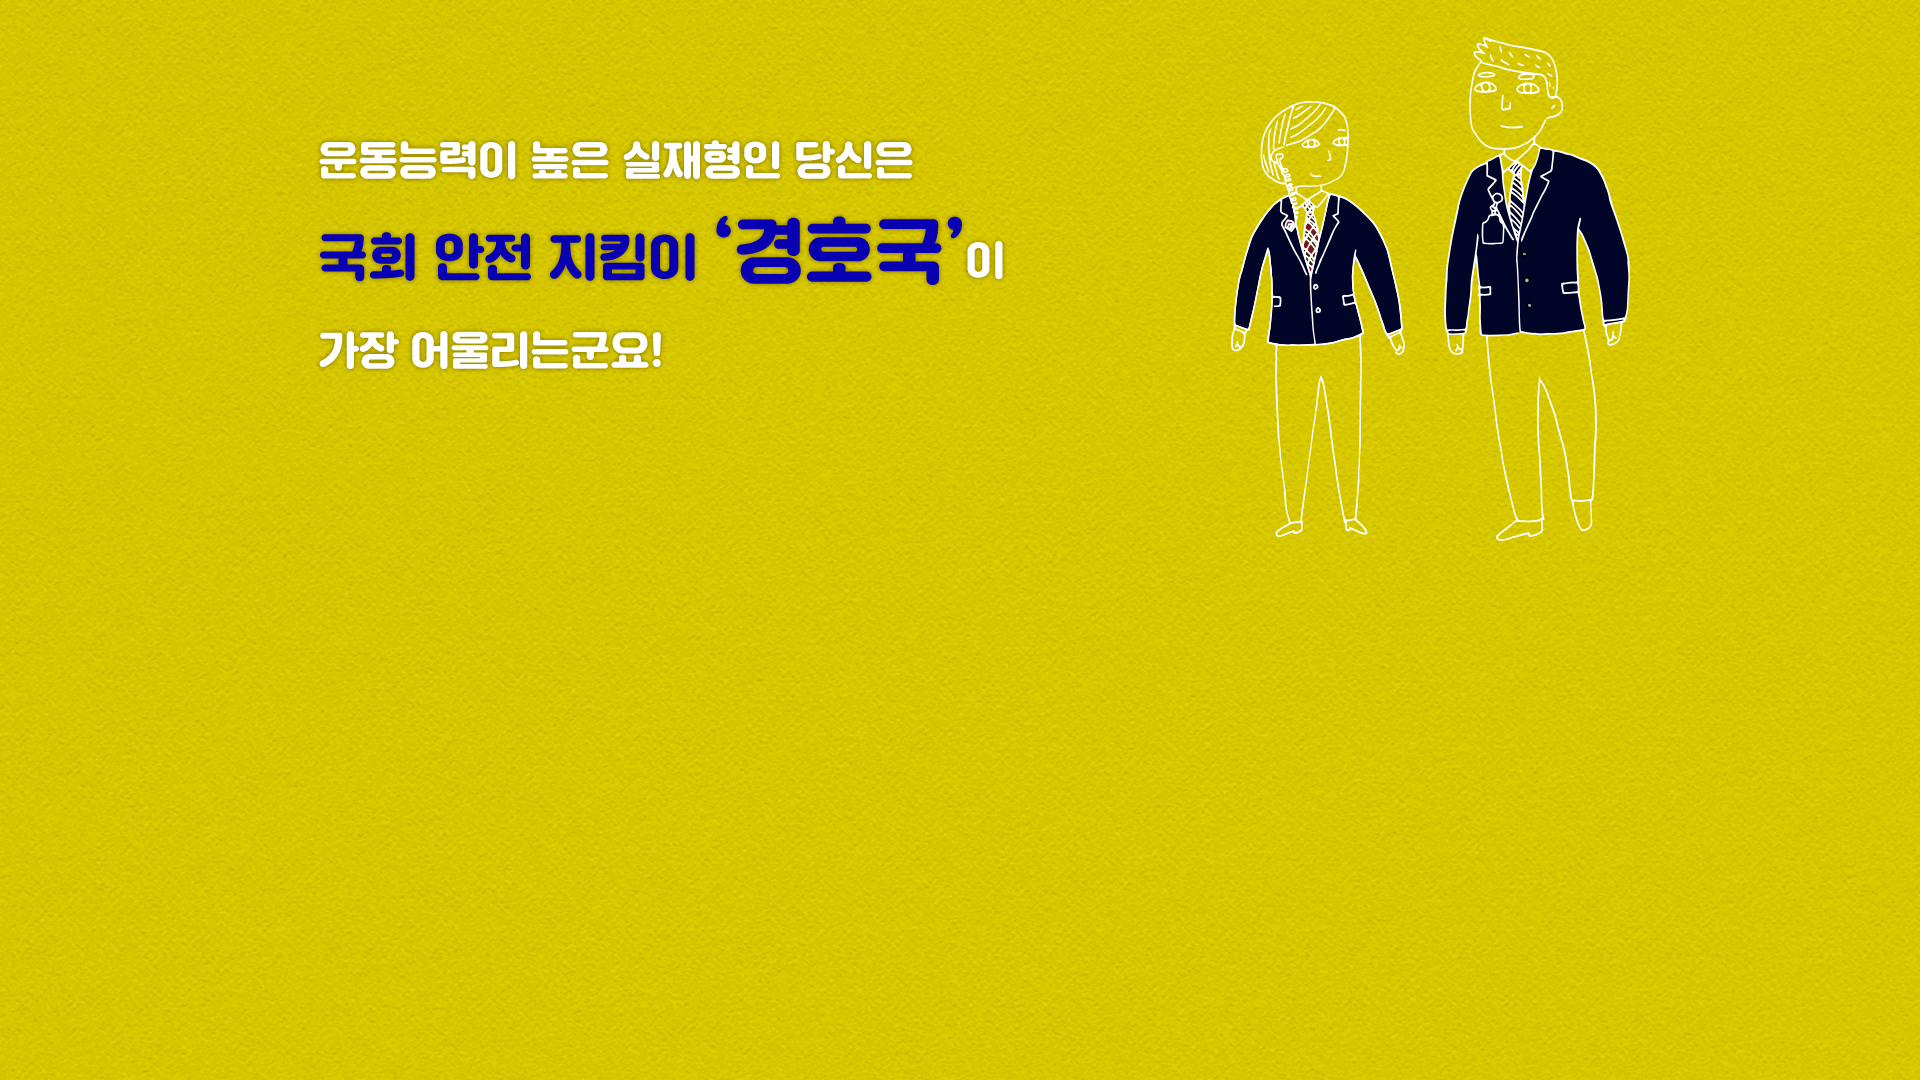 운동능력이 높은 실재형인 당신은
국회 안전 지킴이 ‘경호국’이
가장 어울리는군요!